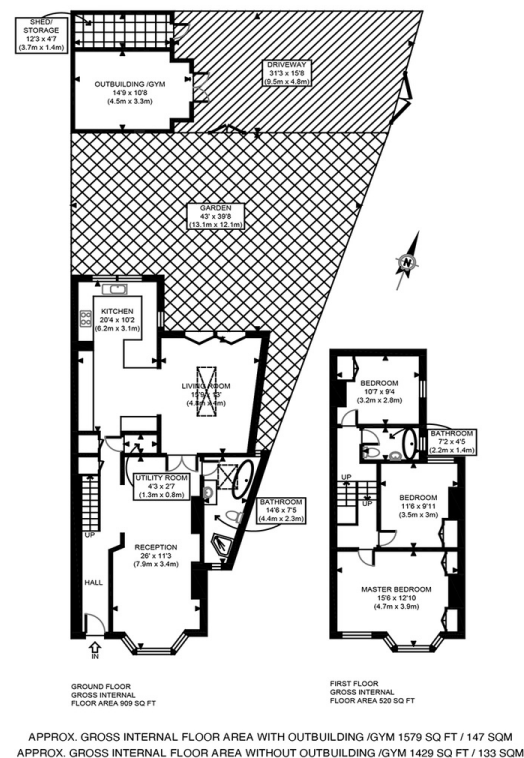 SHED/
STORAGE
12'3 x 4'7
(3.7m x 1.4m)
OUTBUILDING /GYM
14'9 x 10'8
(4.5m x 3.3m)
DRIVEWAY
31'3 x 15'8
(9.5m x 4.8m)
GARDEN
43' x 39'8
(13.1m x 12.1m)
N
KITCHEN
20'4 x 10'2
(6.2m x 3.1m)
LIVING ROOM
(4.8m x 4m)
UTILITY ROOM
4'3 x 2'7
(1.3m x 0.8m)
BATHROOM
14'6 x 7'5
(4.4m x 2.3m)
UP
RECEPTION
26' x 11'3
(7.9m x 3.4m)
HALL
IN
BEDROOM
10'7 x 9'4
(3.2m x 2.8m)
BATHROOM
7'2 x 4'5
(2.2m x 1.4m)
UP
UP
BEDROOM
11'6 x 9'11
(3.5m x 3m)
MASTER BEDROOM
15'6 x 12'10
(4.7m x 3.9m)
GROUND FLOOR
GROSS INTERNAL
FLOOR AREA 909 SQ FT
FIRST FLOOR
GROSS INTERNAL
FLOOR AREA 520 SQ FT
APPROX. GROSS INTERNAL FLOOR AREA WITH OUTBUILDING /GYM 1579 SQ FT / 147 SQM
APPROX. GROSS INTERNAL FLOOR AREA WITHOUT OUTBUILDING /GYM 1429 SQ FT / 133 SQM